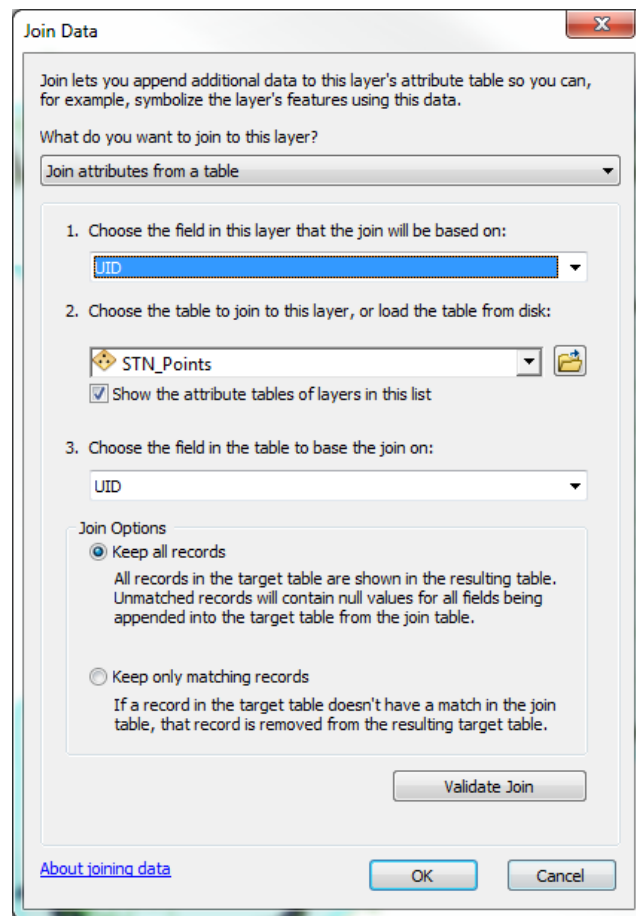 Join Data
Join lets you append additional data to this layer's attribute table so you can,
for example, symbolize the layer's features using this data.
What do you want to join to this layer?
Join attributes from a table
1. Choose the field in this layer that the join will be based on:
UID
2. Choose the table to join to this layer, or load the table from disk:
STN_Points
Show the attribute tables of layers in this list
3. Choose the field in the table to base the join on:
UID
Join Options
Keep all records
All records in the target table are shown in the resulting table.
Unmatched records will contain null values for all fields being
appended into the target table from the join table.
Keep only matching records
If a record in the target table doesn't have a match in the join
table, that record is removed from the resulting target table.
Validate Join
About joining data
OK
Cancel